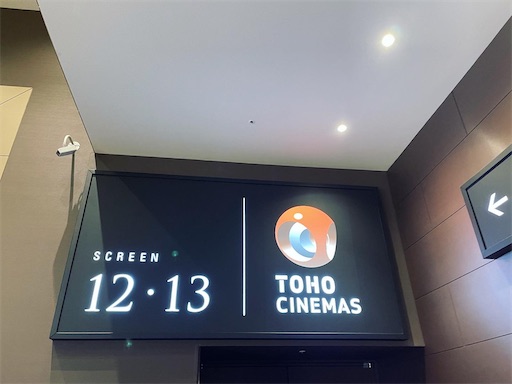 SCREEN
12・13
TOHO
CINEMAS